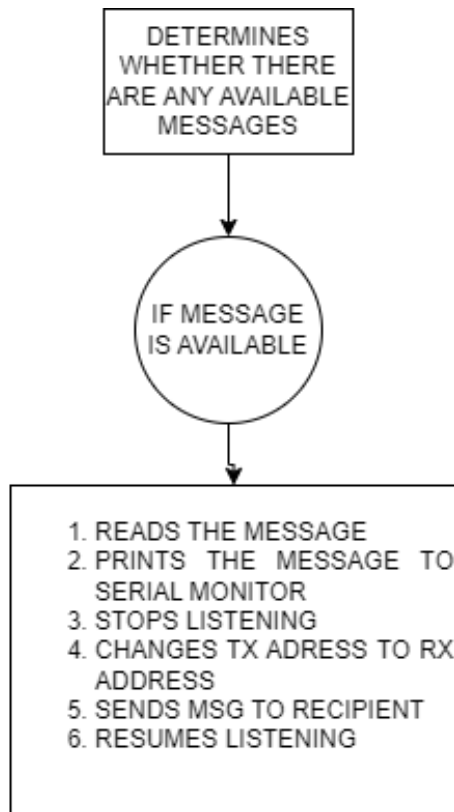 DETERMINES
WHETHER THERE
ARE ANY AVAILABLE
MESSAGES
IF MESSAGE
IS AVAILABLE
1. READS THE MESSAGE
2. PRINTS THE MESSAGE TO
SERIAL MONITOR
3. STOPS LISTENING
4. CHANGES TX ADRESS TO RX
ADDRESS
5. SENDS MSG TO RECIPIENT
6. RESUMES LISTENING